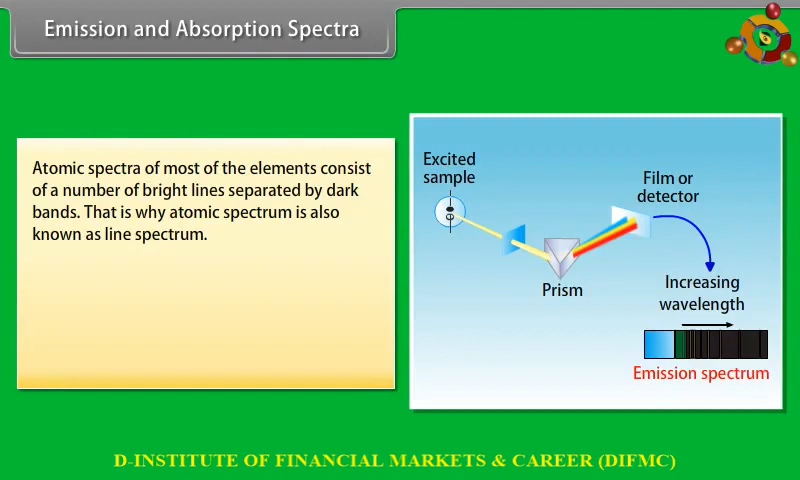 Emission and Absorption Spectra
Atomic spectra of most of the elements consist
of a number of bright lines separated by dark
bands. That is why atomic spectrum is also
known as line spectrum.
Excited
sample
Film or
detector
Prism
Increasing
wavelength
Emission spectrum
D-INSTITUTE OF FINANCIAL MARKETS & CAREER (DIFMC)